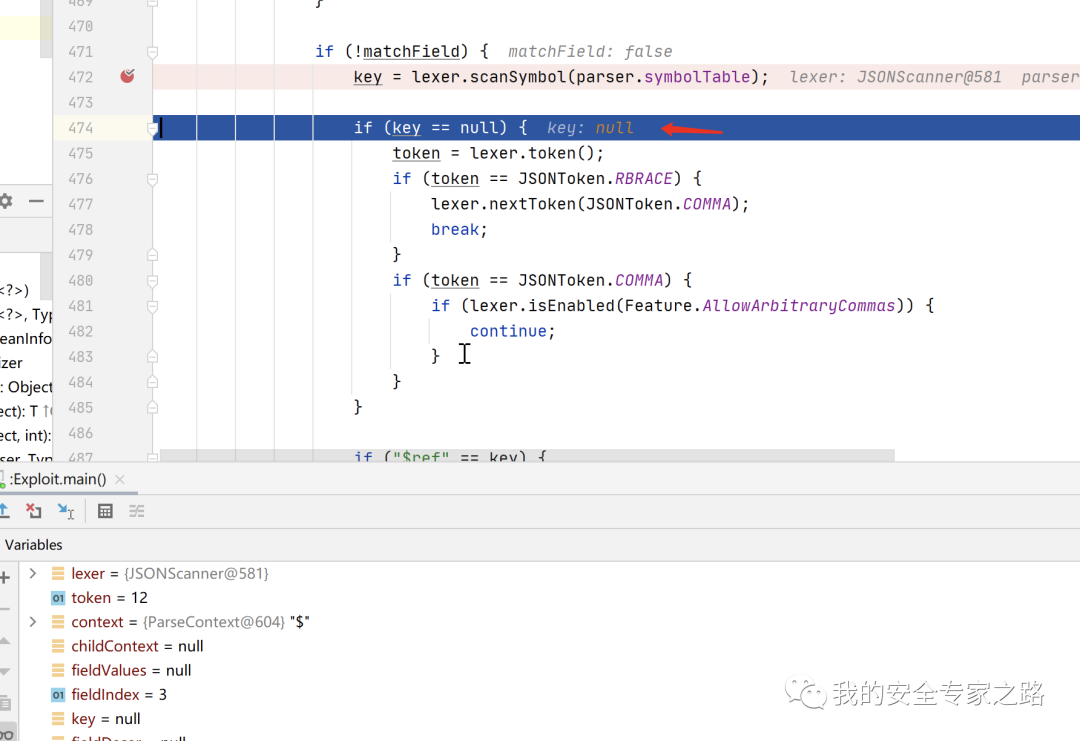 469 }
470
471 if (!matchField) { matchField: false
472 key = lexer.scanSymbol(parser.symbolTable); lexer: JSONScanner@581 parser
473
474 if (key == null) { key: null
475 token = lexer.token();
476 if (token == JSONToken.RBRACE) {
477 lexer.nextToken(JSONToken.COMMA);
478 break;
479 }
480 if (token == JSONToken.COMMA) {
481 if (lexer.isEnabled(Feature.AllowArbitraryCommas)) {
482 continue;
483 }
484 }
485 }
486
487 if ("$ref" == key) {
<?>)
<?>, Typ
eanInfo
izer
: Object
ect): T
ect, int):
ser, Typ
:Exploit.main()
Variables
lexer = {JSONScanner@581}
01 token = 12
context = {ParseContext@604} "$"
childContext = null
fieldValues = null
01 fieldIndex = 3
key = null
null
我的安全专家之路